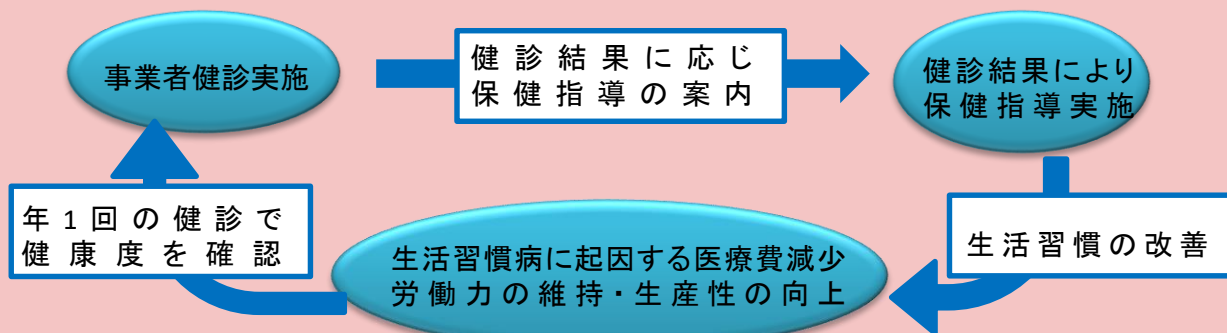 事業者健診実施
健診結果に応じ
保健指導の案内
健診結果により
保健指導実施
生活習慣の改善
生活習慣病に起因する医療費減少
労働力の維持・生産性の向上
年1回の健診で
健康度を確認